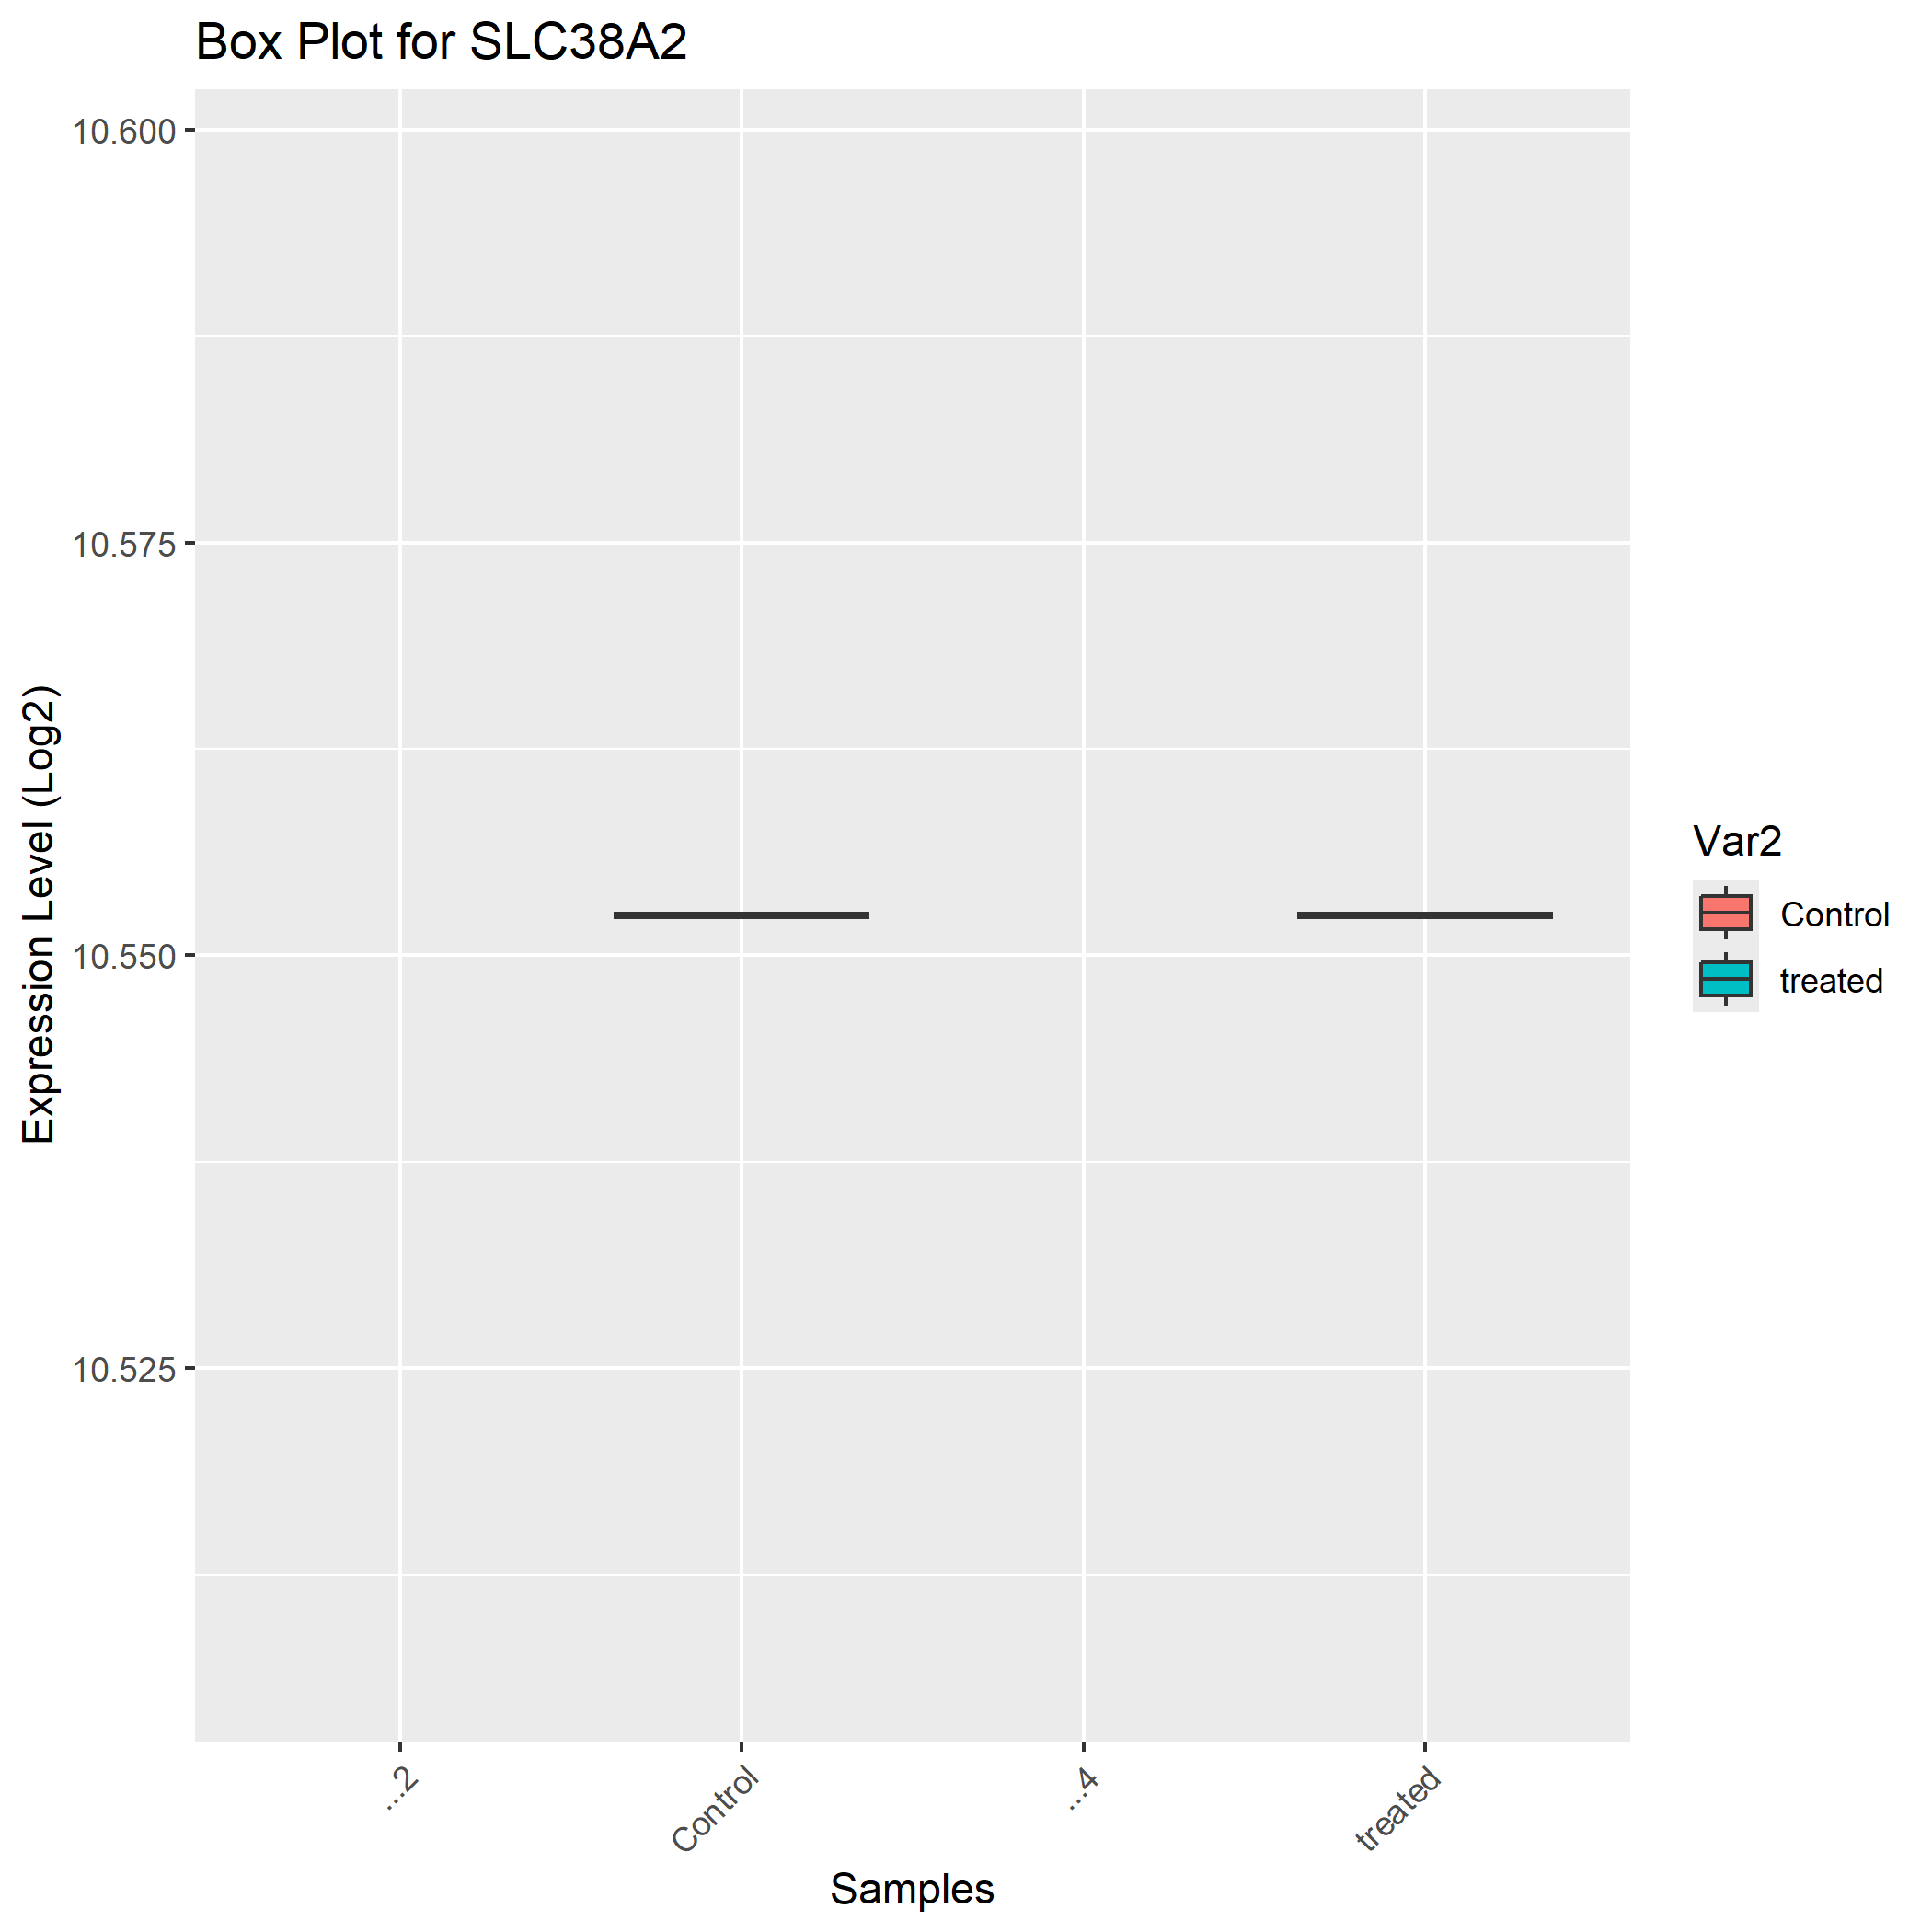 Box Plot for SLC38A2
10.600
10.575
10.550
10.525
Expression Level (Log2)
...2
Control
...4
treated
Samples
Var2
Control
treated